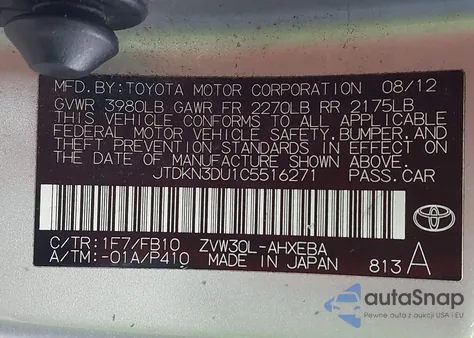 MFD.BY:TOYOTA MOTOR CORPORATION 08/12
GVWR 3980LB GAWR FR 2270LB RR 2175LB
THIS VEHICLE CONFORMS TO ALL APPLICABLE
FEDERAL MOTOR VEHICLE SAFETY, BUMPER, AND
THEFT PREVENTION STANDARDS IN EFFECT ON THE
DATE OF MANUFACTURE SHOWN ABOVE.
JTDKN3DU1C5516271 PASS.CAR
C/TR:1F7/FB10 ZVW30L-AHXEBA
A/TM:-01A/P410 MADE IN JAPAN 813A
TOYOTA
autoSnap
Pewne auta z USA i EU